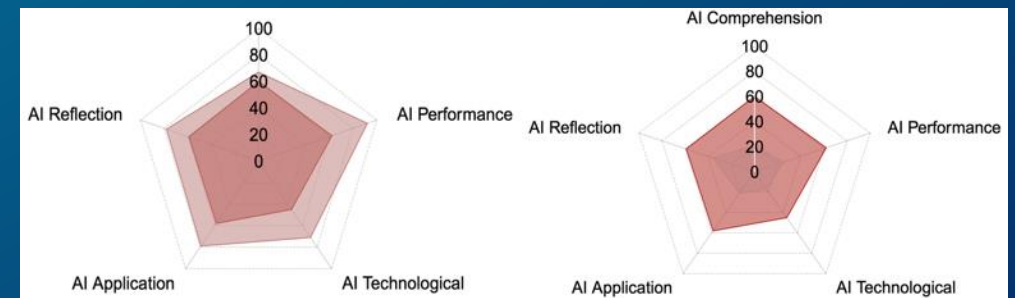 100
80
60
40
20
0
AI Reflection
AI Performance
AI Application
AI Technological
AI Comprehension
100
80
60
40
20
0
AI Reflection
AI Performance
AI Application
AI Technological